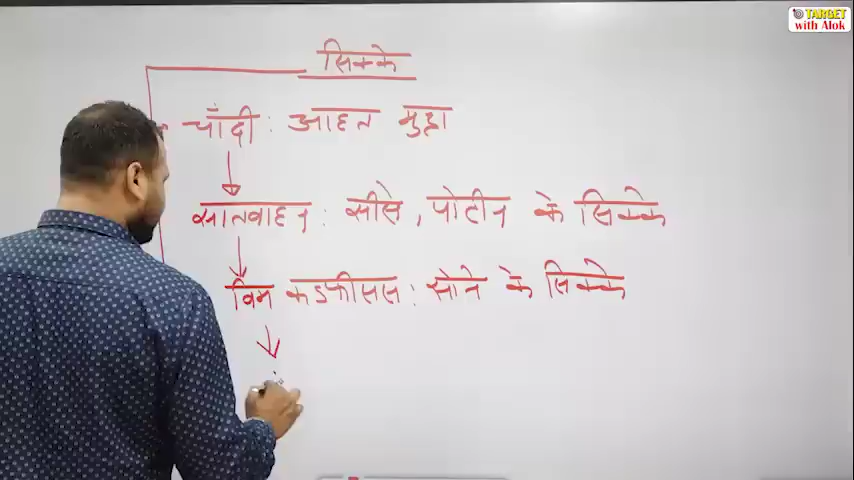 TARGET
with Alok
सिक्के
चाँदी : आहत मुद्रा
सातवाहन : सीसे , पोटीन के सिक्के
विम कडफीसस : सोने के सिक्के